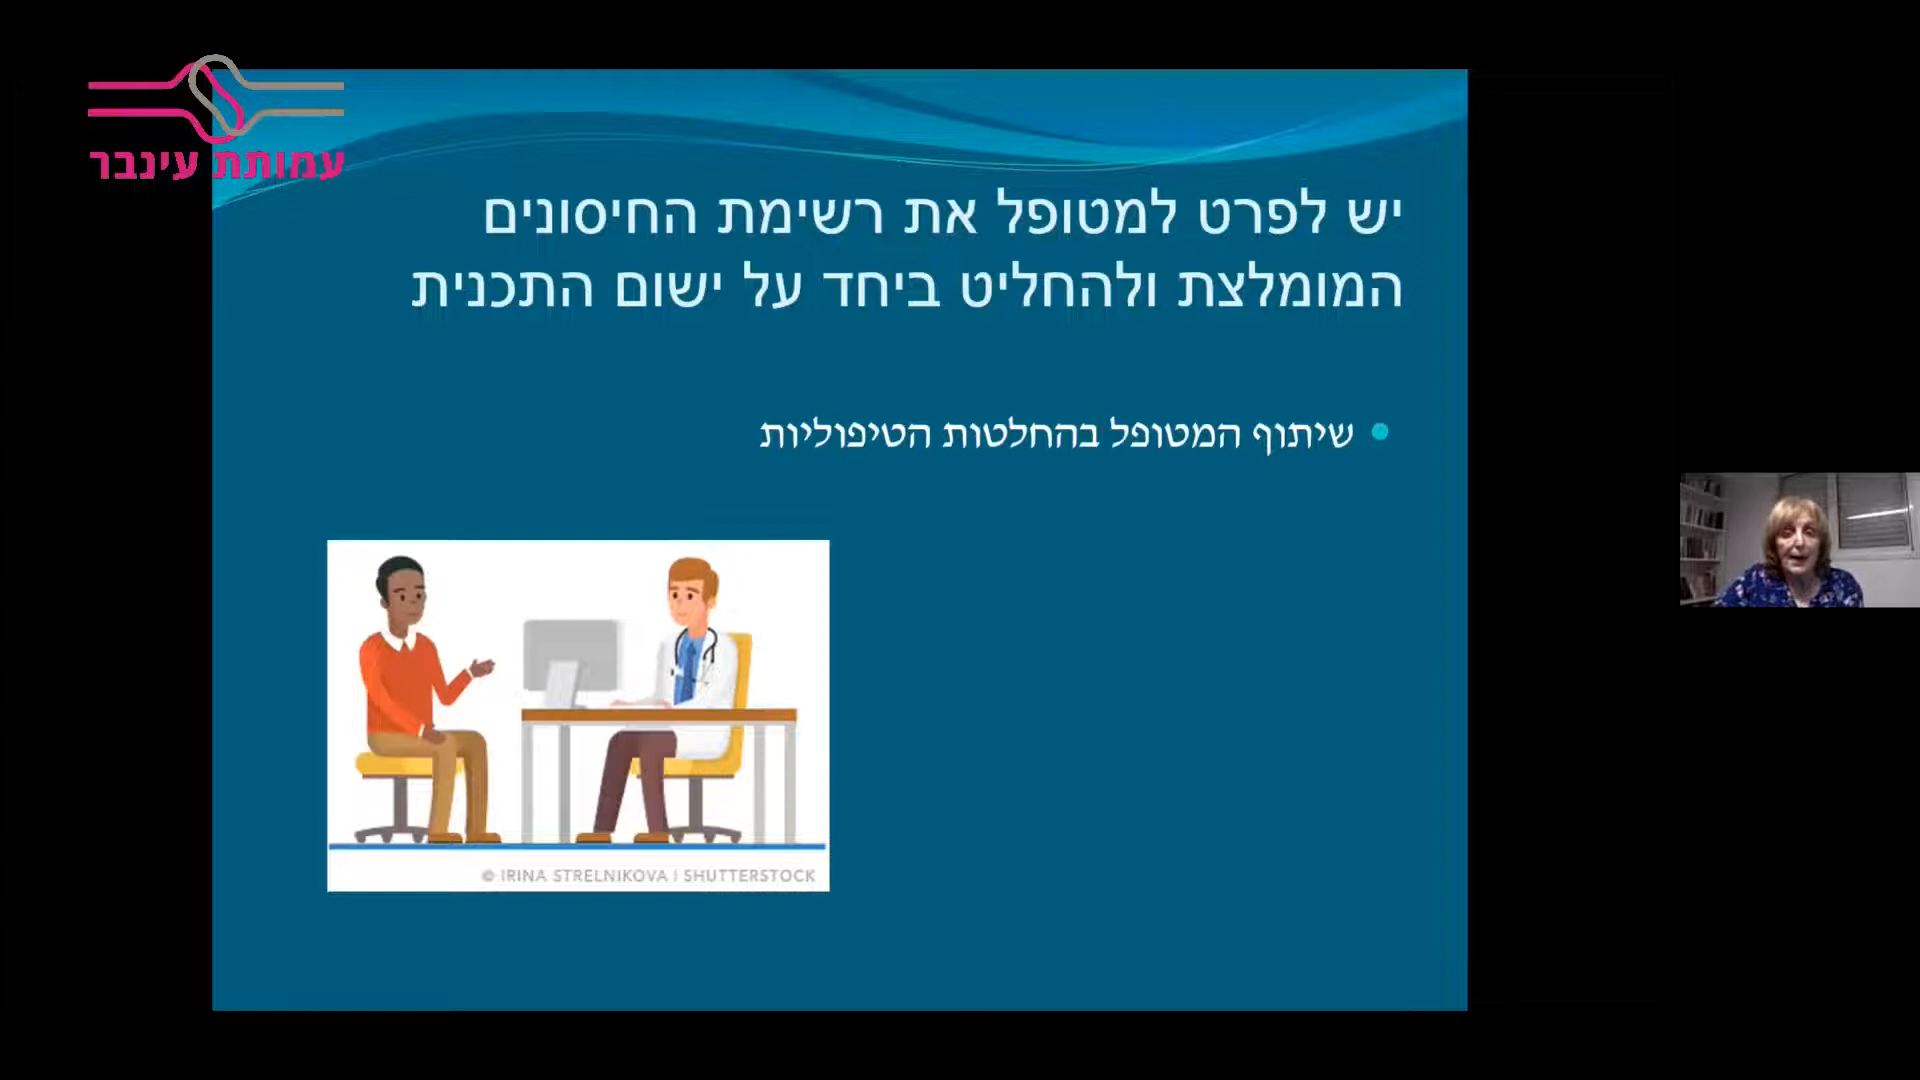 עמותת עינבר
יש לפרט למטופל את רשימת החיסונים
המומלצת ולהחליט ביחד על ישום התכנית
שיתוף המטופל בהחלטות הטיפוליות
© IRINA STRELNIKOVA | SHUTTERSTOCK